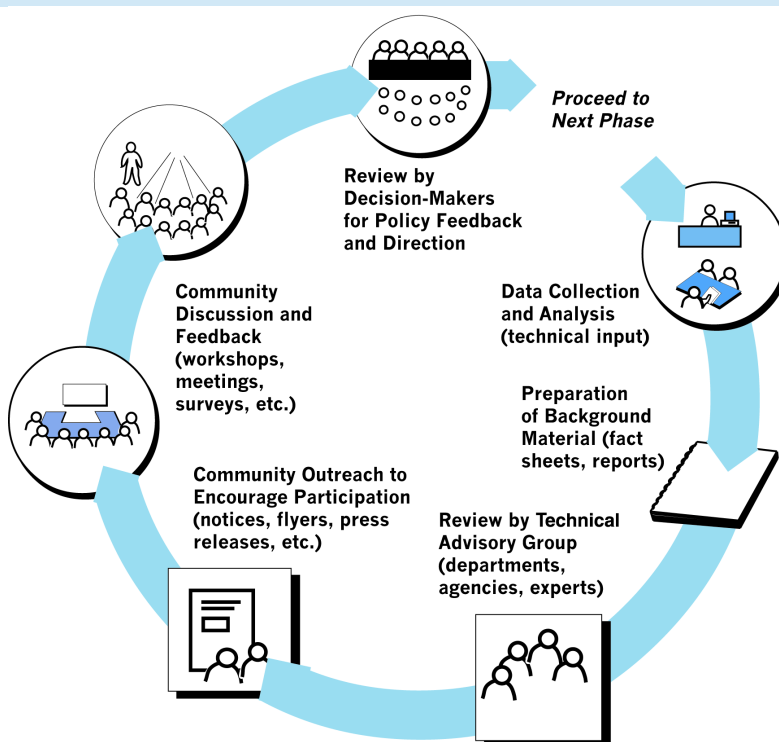 Proceed to
Next Phase
Review by
Decision-Makers
for Policy Feedback
and Direction
Data Collection
and Analysis
(technical input)
Preparation
of Background
Material (fact
sheets, reports)
Review by Technical
Advisory Group
(departments,
agencies, experts)
Community Outreach to
Encourage Participation
(notices, flyers, press
releases, etc.)
Community
Discussion and
Feedback
(workshops,
meetings,
surveys, etc.)